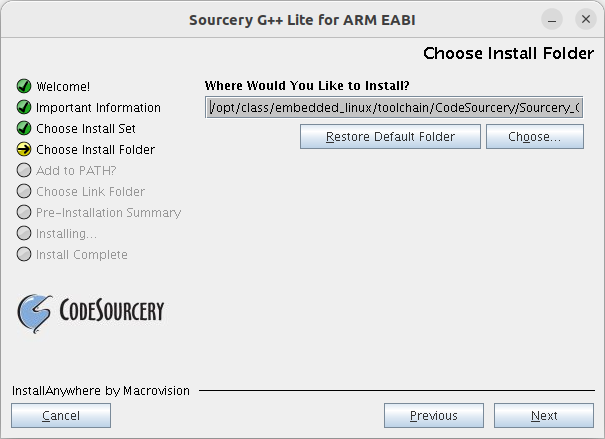 Sourcery G++ Lite for ARM EABI
Choose Install Folder
Welcome!
Important Information
Choose Install Set
Choose Install Folder
Add to PATH?
Choose Link Folder
Pre-Installation Summary
Installing...
Install Complete
Where Would You Like to Install?
/opt/class/embedded_linux/toolchain/CodeSourcery/Sourcery_
Restore Default Folder
Choose...
CODESOURCERY
InstallAnywhere by Macrovision
Cancel
Previous
Next